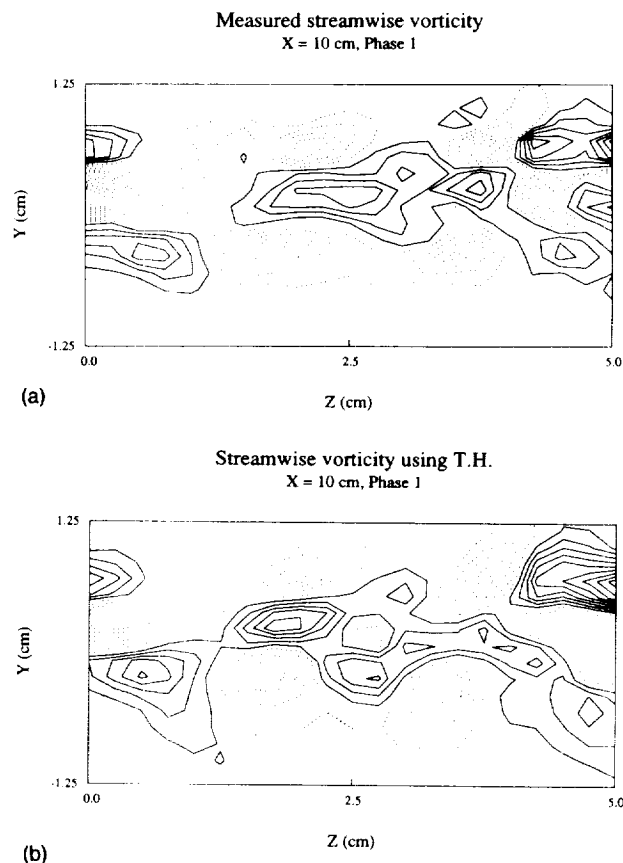 Measured streamwise vorticity
X = 10 cm, Phase 1
1.25
Y (cm)
-1.25
0.0
2.5
5.0
Z (cm)
(a)
Streamwise vorticity using T.H.
X = 10 cm, Phase 1
1.25
Y (cm)
-1.25
0.0
2.5
5.0
Z (cm)
(b)